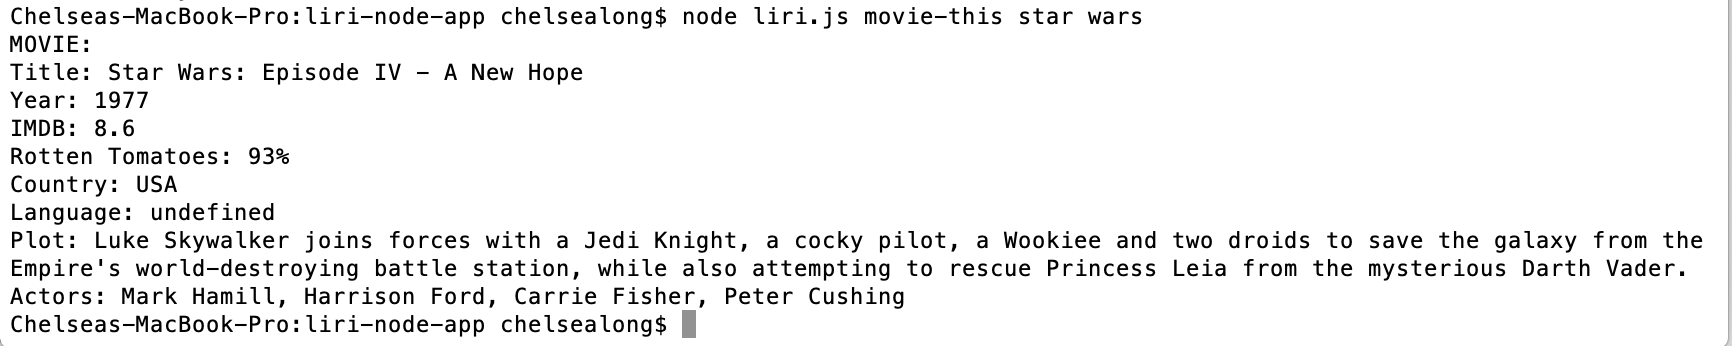 Chelseas-MacBook-Pro:liri-node-app chelsealong$ node liri.js movie-this star wars
MOVIE:
Title: Star Wars: Episode IV - A New Hope
Year: 1977
IMDB: 8.6
Rotten Tomatoes: 93%
Country: USA
Language: undefined
Plot: Luke Skywalker joins forces with a Jedi Knight, a cocky pilot, a Wookiee and two droids to save the galaxy from the
Empire's world-destroying battle station, while also attempting to rescue Princess Leia from the mysterious Darth Vader.
Actors: Mark Hamill, Harrison Ford, Carrie Fisher, Peter Cushing
Chelseas-MacBook-Pro:liri-node-app chelsealong$